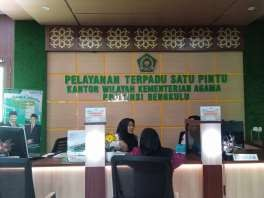 PELAYANAN TERPADU SATU PINTU
KANTOR WILAYAH KEMENTERIAN AGAMA
PROVINSI BENGKULU